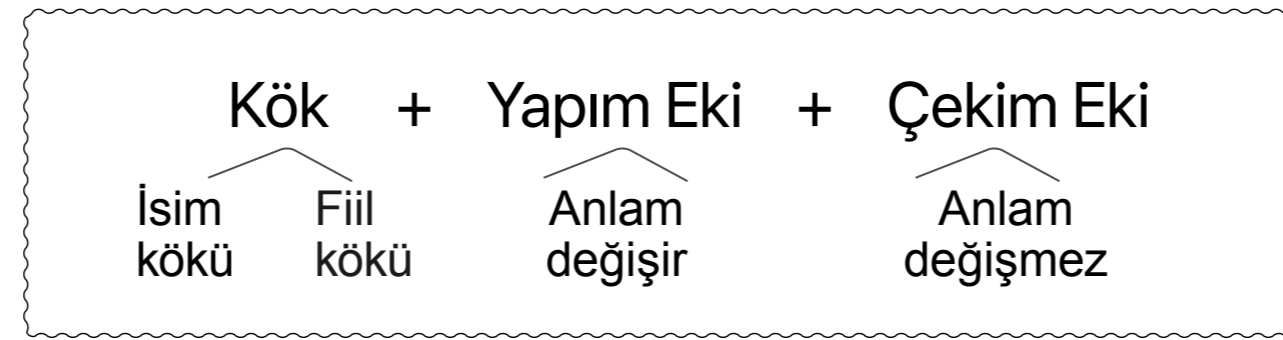 Kök + Yapım Eki + Çekim Eki
İsim kökü
Fiil kökü
Anlam değişir
Anlam değişmez